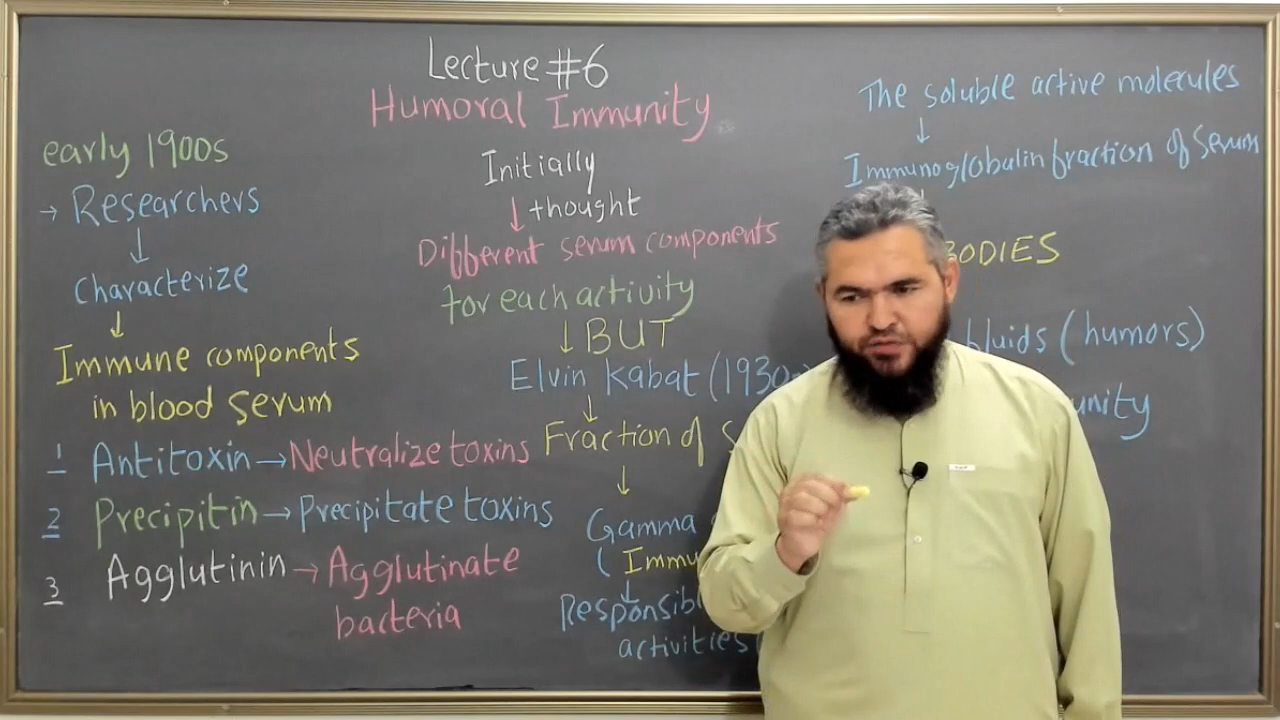 Lecture #6
Humoral Immunity
early 1900s
→ Researchers
↓
Characterize
↓
Immune components
in blood serum
1 Antitoxin → Neutralize toxins
2 Precipitin → Precipitate toxins
3 Agglutinin → Agglutinate
bacteria
Initially
↓ thought
Different serum components
for each activity
↓ BUT
Elvin Kabat (1930
↓
Fraction of
↓
Gamma
(Immu
↓
Responsibl
activities
The soluble active molecules
↓
Immunoglobulin fraction of Serum
BODIES
fluids (humors)
unity